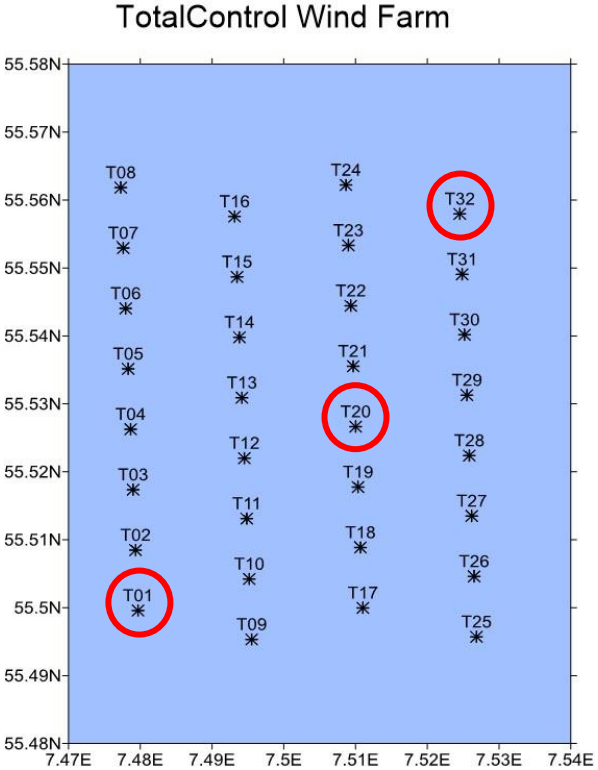 TotalControl Wind Farm
55.58N
55.57N
T08
T24
T32
55.56N
T16
T07
T23
T31
55.55N
T15
T06
T22
T30
55.54N
T14
T05
T21
T29
55.53N
T13
T04
T20
T28
55.52N
T12
T03
T19
T27
55.51N
T11
T02
T18
T26
55.5N
T10
T01
T17
T25
T09
55.49N
55.48N
7.47E 7.48E 7.49E 7.5E 7.51E 7.52E 7.53E 7.54E